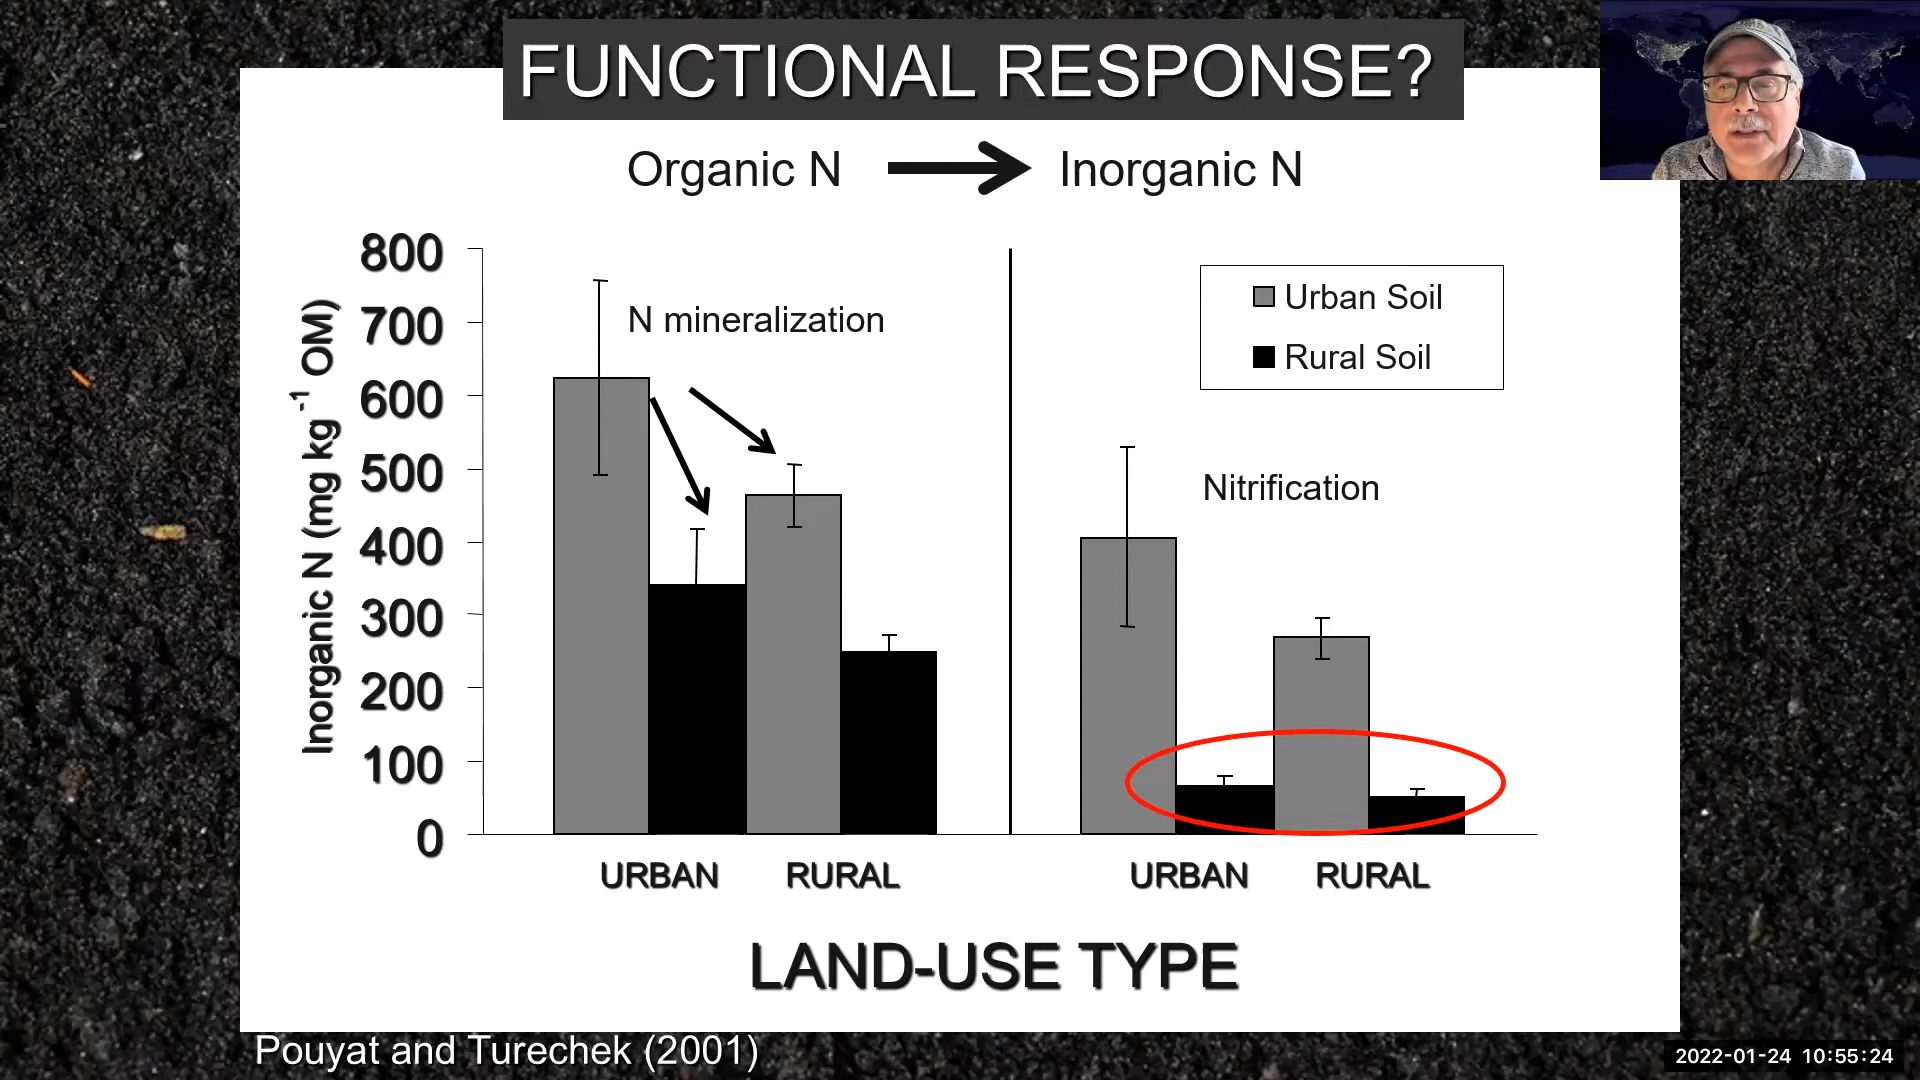 FUNCTIONAL RESPONSE?
Organic N
Inorganic N
800
700
600
500
400
300
200
100
0
Inorganic N (mg kg⁻¹ OM)
N mineralization
Urban Soil
Rural Soil
Nitrification
URBAN
RURAL
URBAN
RURAL
LAND-USE TYPE
Pouyat and Turechek (2001)
2022-01-24 10:55:24